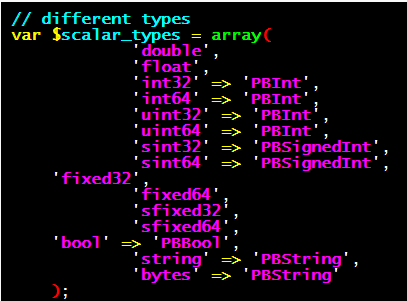 // different types
var $scalar_types = array(
'double',
'float',
'int32' => 'PBInt',
'int64' => 'PBInt',
'uint32' => 'PBInt',
'uint64' => 'PBInt',
'sint32' => 'PBSignedInt',
'sint64' => 'PBSignedInt',
'fixed32',
'fixed64',
'sfixed32',
'sfixed64',
'bool' => 'PBBool',
'string' => 'PBString',
'bytes' => 'PBString'
);